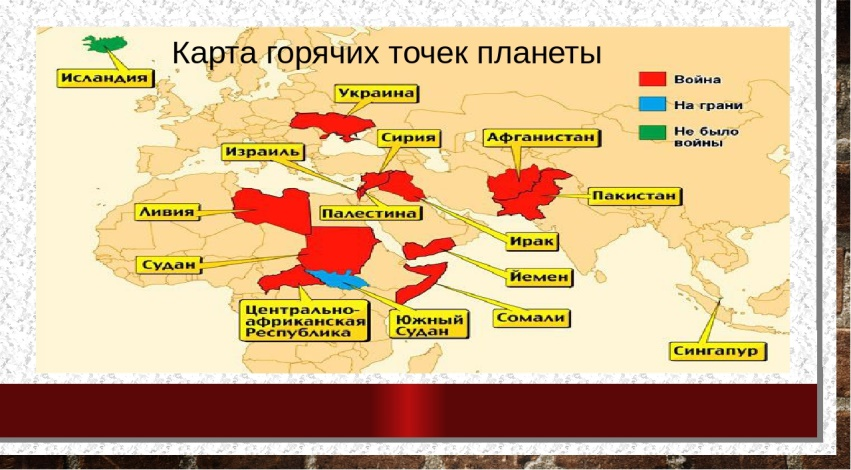 Карта горячих точек планеты
Исландия
Война
На грани
Не было
войны
Украина
Сирия
Афганистан
Израиль
Пакистан
Ливия
Палестина
Ирак
Судан
Йемен
Центрально-
африканская
Республика
Южный
Судан
Сомали
Сингапур